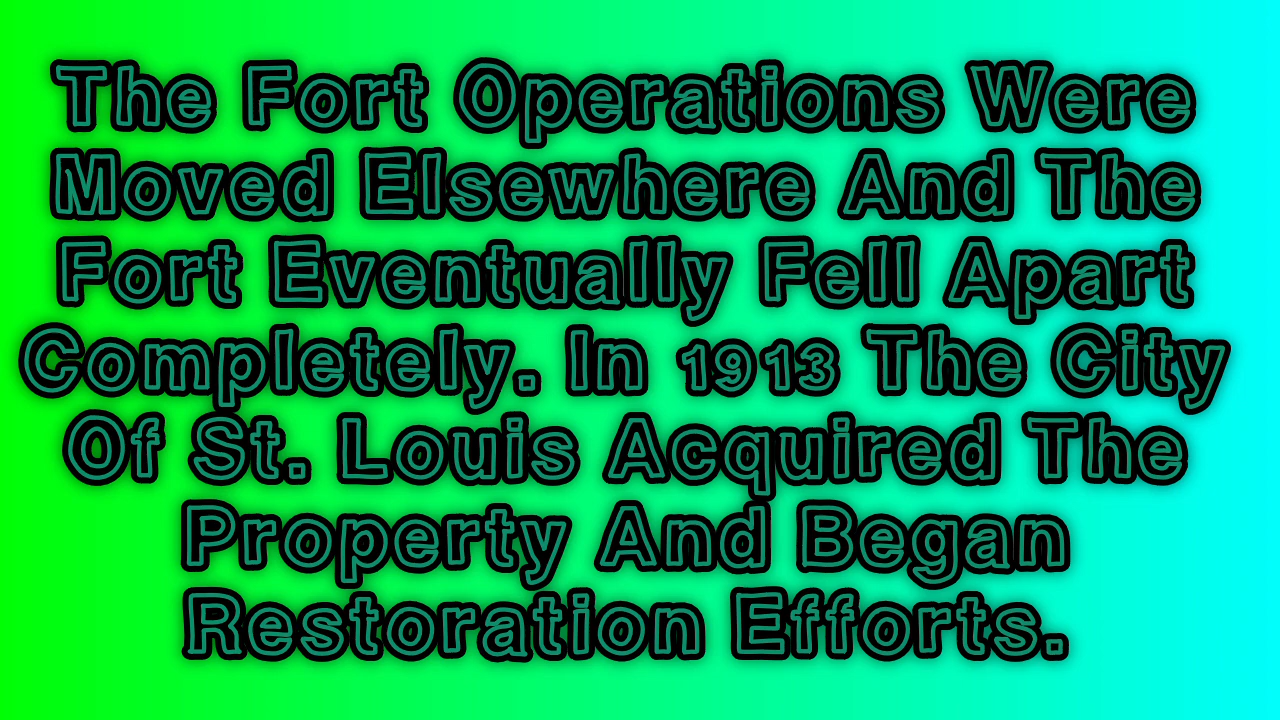 The Fort Operations Were
Moved Elsewhere And The
Fort Eventually Fell Apart
Completely. In 1913 The City
Of St. Louis Acquired The
Property And Began
Restoration Efforts.